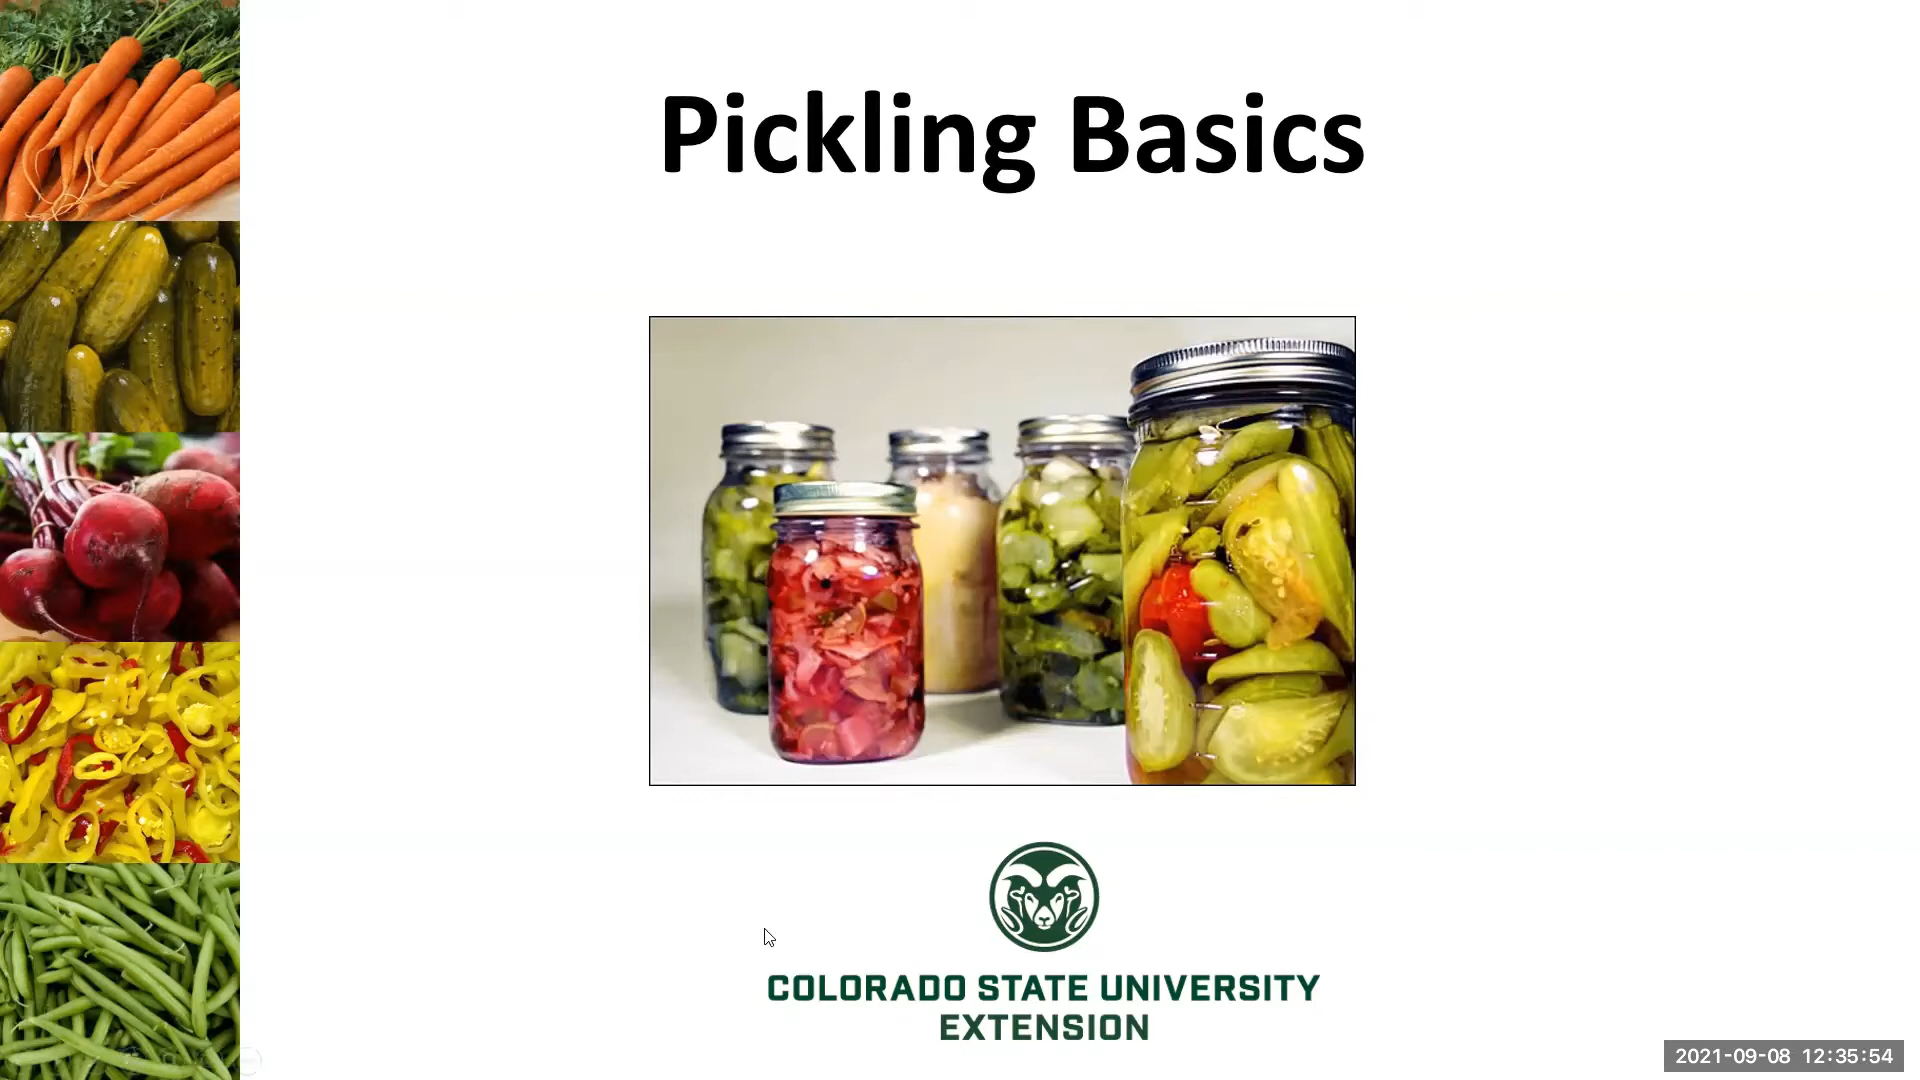 Pickling Basics
COLORADO STATE UNIVERSITY
EXTENSION
2021-09-08 12:35:54